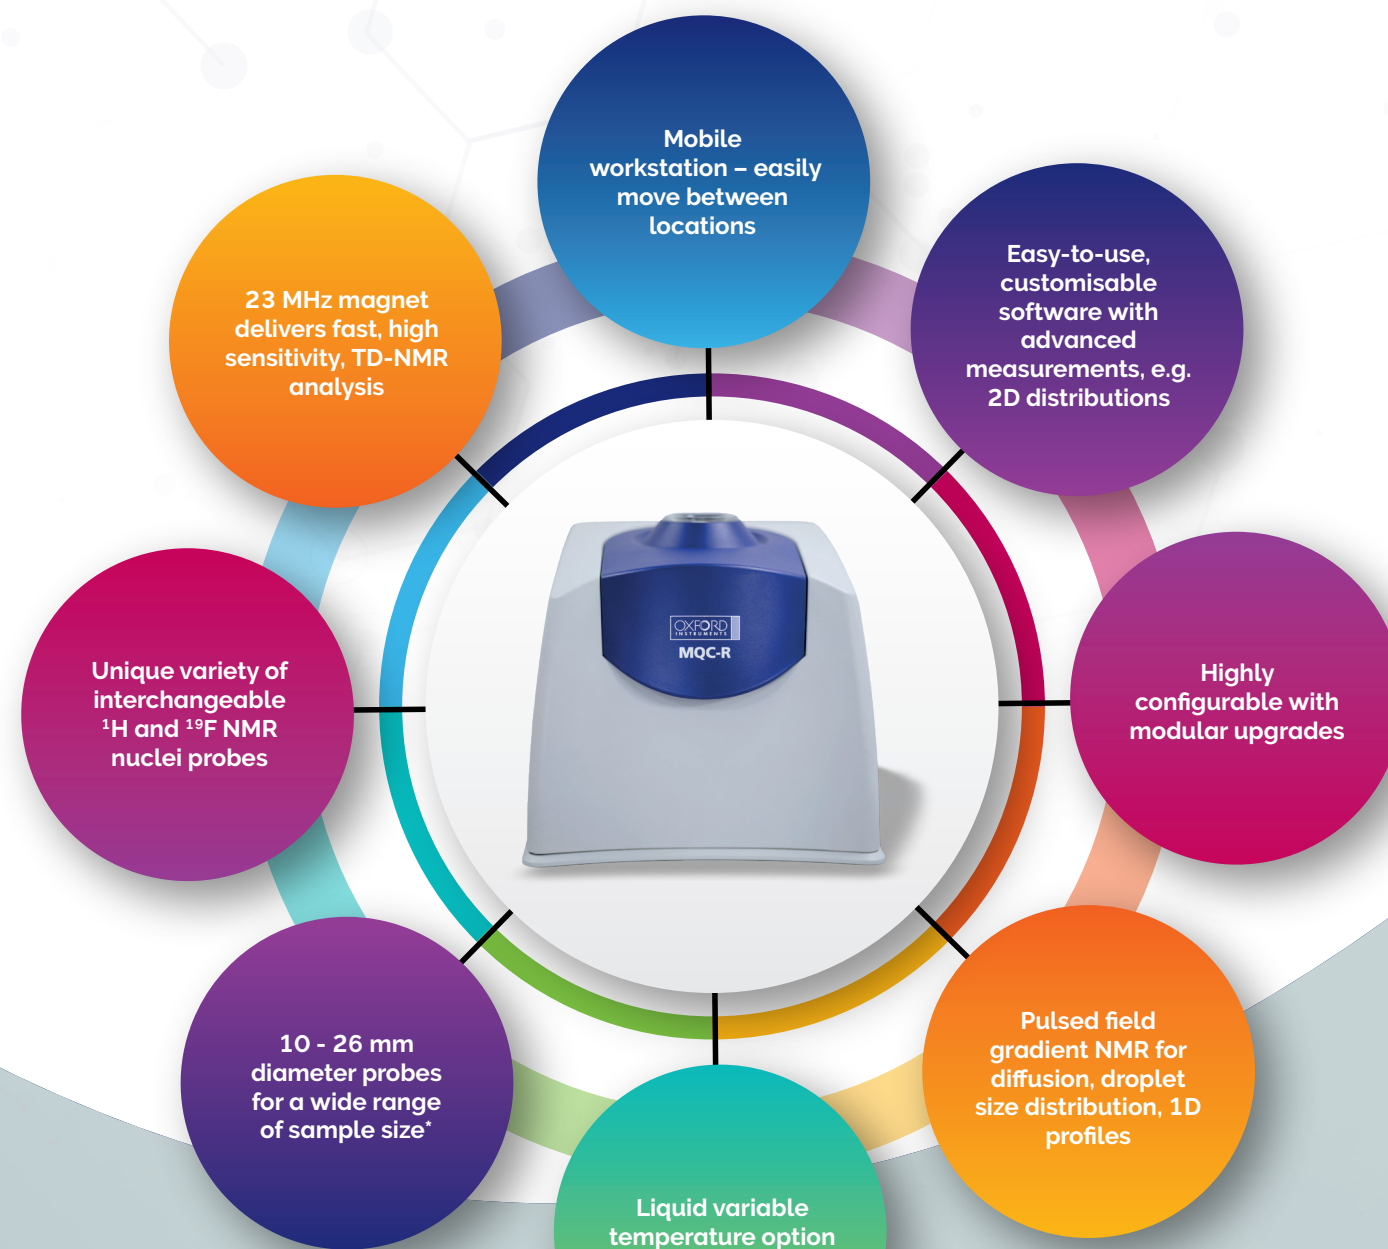 Mobile
workstation – easily
move between
locations
Easy-to-use,
customisable
software with
advanced
measurements, e.g.
2D distributions
23 MHz magnet
delivers fast, high
sensitivity, TD-NMR
analysis
OXFORD
INSTRUMENTS
MQC-R
Unique variety of
interchangeable
¹H and ¹⁹F NMR
nuclei probes
Highly
configurable with
modular upgrades
10 - 26 mm
diameter probes
for a wide range
of sample size*
Pulsed field
gradient NMR for
diffusion, droplet
size distribution, 1D
profiles
Liquid variable
temperature option